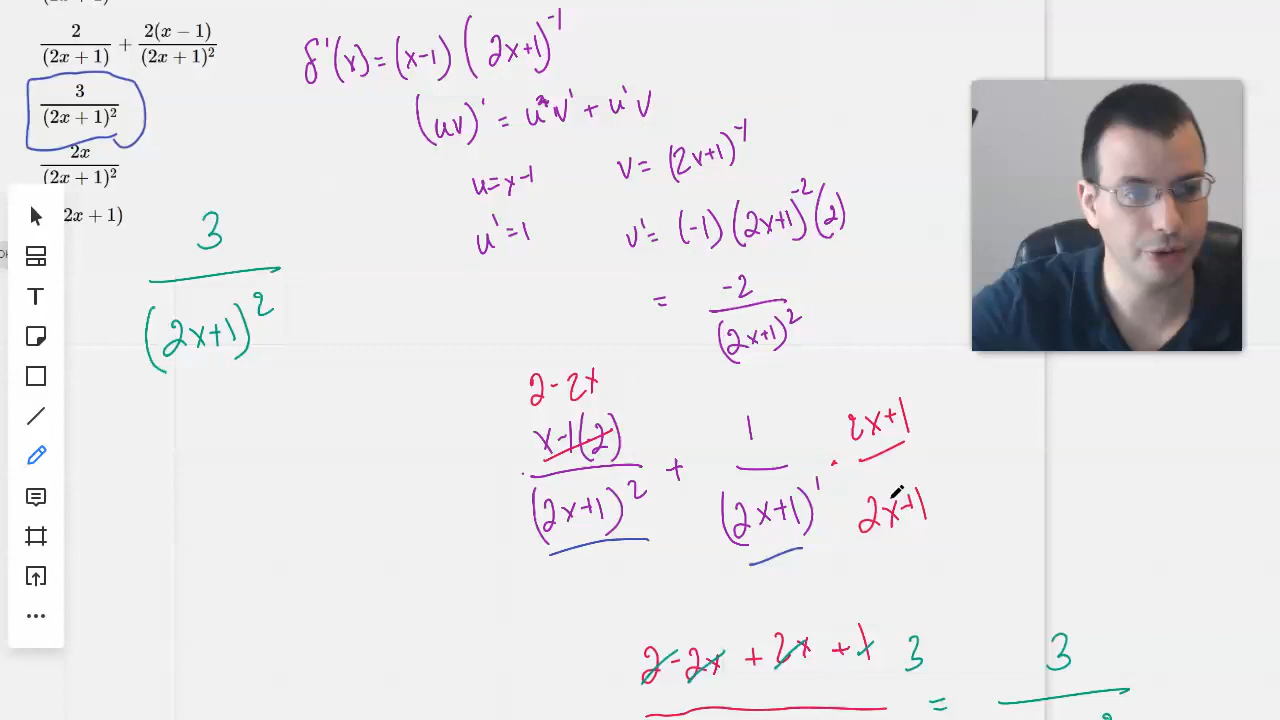 2/(2x + 1) + 2(x − 1)/(2x + 1)²
3/(2x + 1)²
2x/(2x + 1)²
2x + 1)
3/(2x+1)²
f'(x) = (x-1) (2x+1)^-1
(uv)' = u v' + u' v
u = x-1    v = (2x+1)^-1
u' = 1    v' = (-1) (2x+1)^-2 (2)
= -2/(2x+1)²
2 - 2x
x-1(-2)/(2x+1)² + 1/(2x+1)¹ · 2x+1/2x+1
2 - 2x + 2x + 1    3 = 3
T